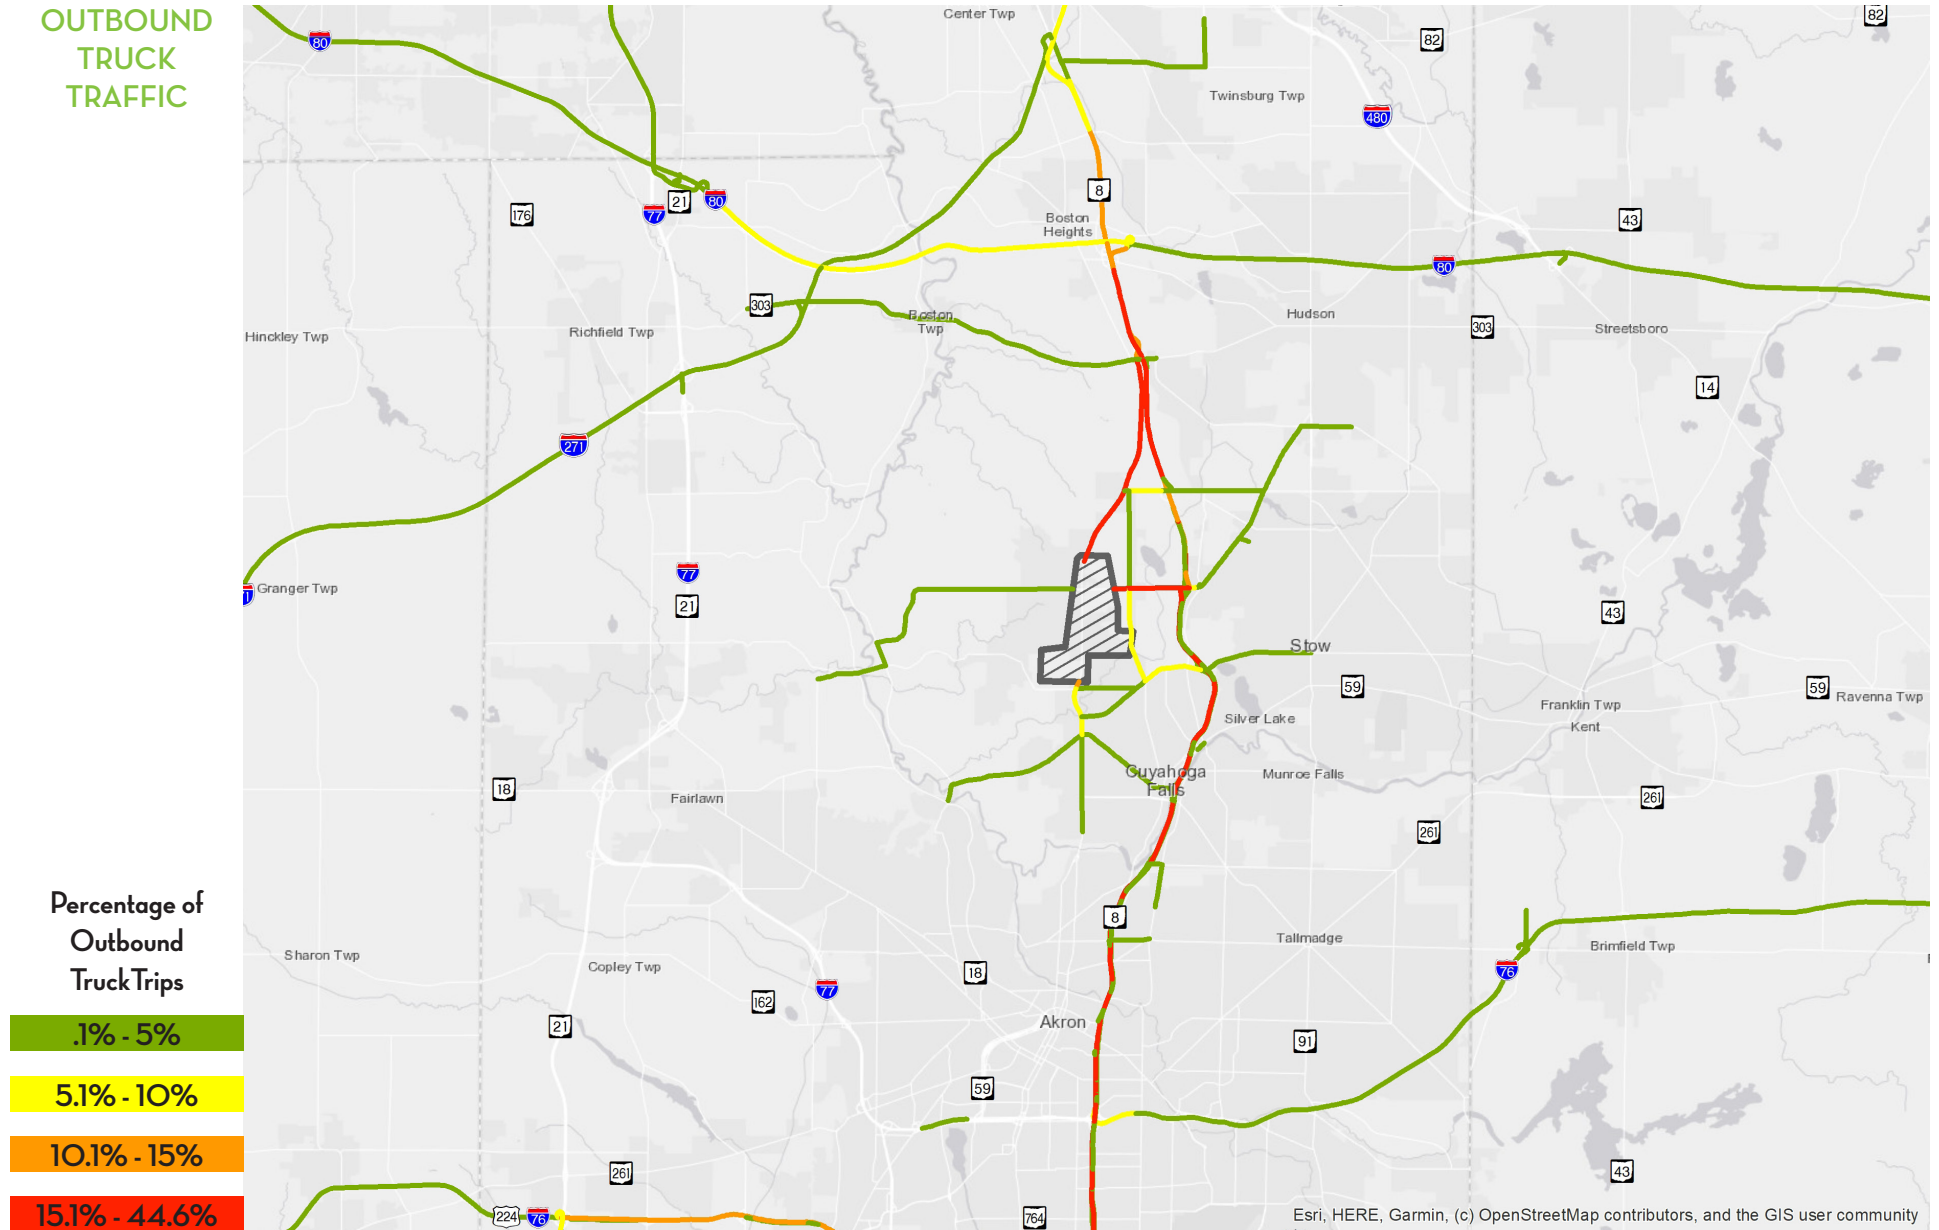 OUTBOUND
TRUCK
TRAFFIC
Percentage of
Outbound
Truck Trips
.1% - 5%
5.1% - 10%
10.1% - 15%
15.1% - 44.6%
Center Twp
82
80
82
Twinsburg Twp
480
8
176
21
80
77
Boston
Heights
43
80
303
Boston
Twp
Hudson
303
Streetsboro
Hinckley Twp
Richfield Twp
14
271
77
Granger Twp
21
43
Stow
59
59
Ravenna Twp
Franklin Twp
Kent
Silver Lake
Cuyahoga
Falls
Munroe Falls
18
Fairlawn
261
261
8
Tallmadge
Brimfield Twp
Sharon Twp
Copley Twp
18
76
77
162
Akron
21
91
59
261
43
224
76
764
Esri, HERE, Garmin, (c) OpenStreetMap contributors, and the GIS user community